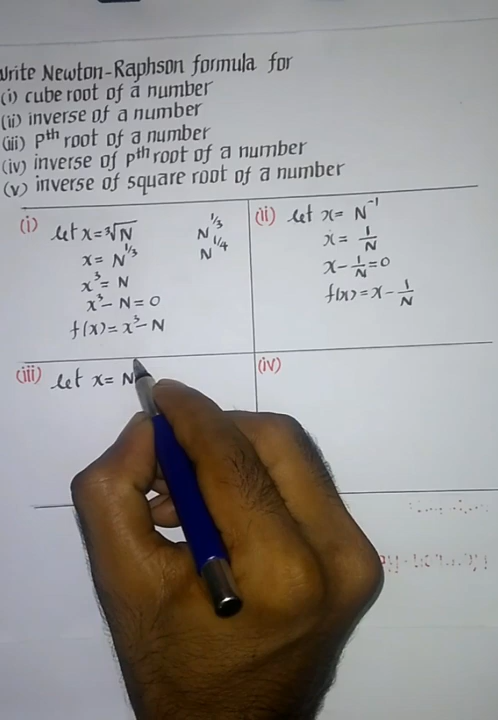 Write Newton-Raphson formula for
(i) cube root of a number
(ii) inverse of a number
(iii) Pth root of a number
(iv) inverse of Pth root of a number
(v) inverse of square root of a number
(i) let x = ³√N
x = N^1/3
x³ = N
x³ - N = 0
f(x) = x³ - N
N^1/3
N^1/4
(ii) let x = N⁻¹
x = 1/N
x - 1/N = 0
f(x) = x - 1/N
(iii) let x = N
(iv)